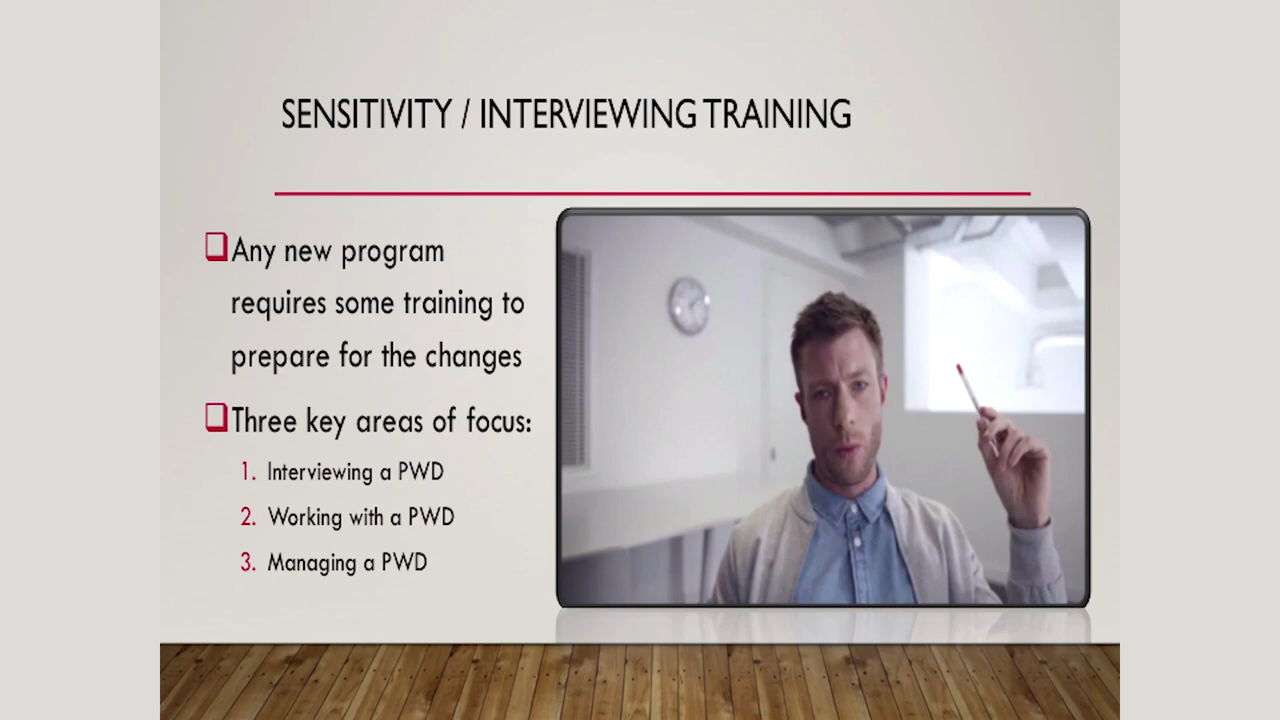 SENSITIVITY / INTERVIEWING TRAINING
Any new program
requires some training to
prepare for the changes
Three key areas of focus:
1. Interviewing a PWD
2. Working with a PWD
3. Managing a PWD